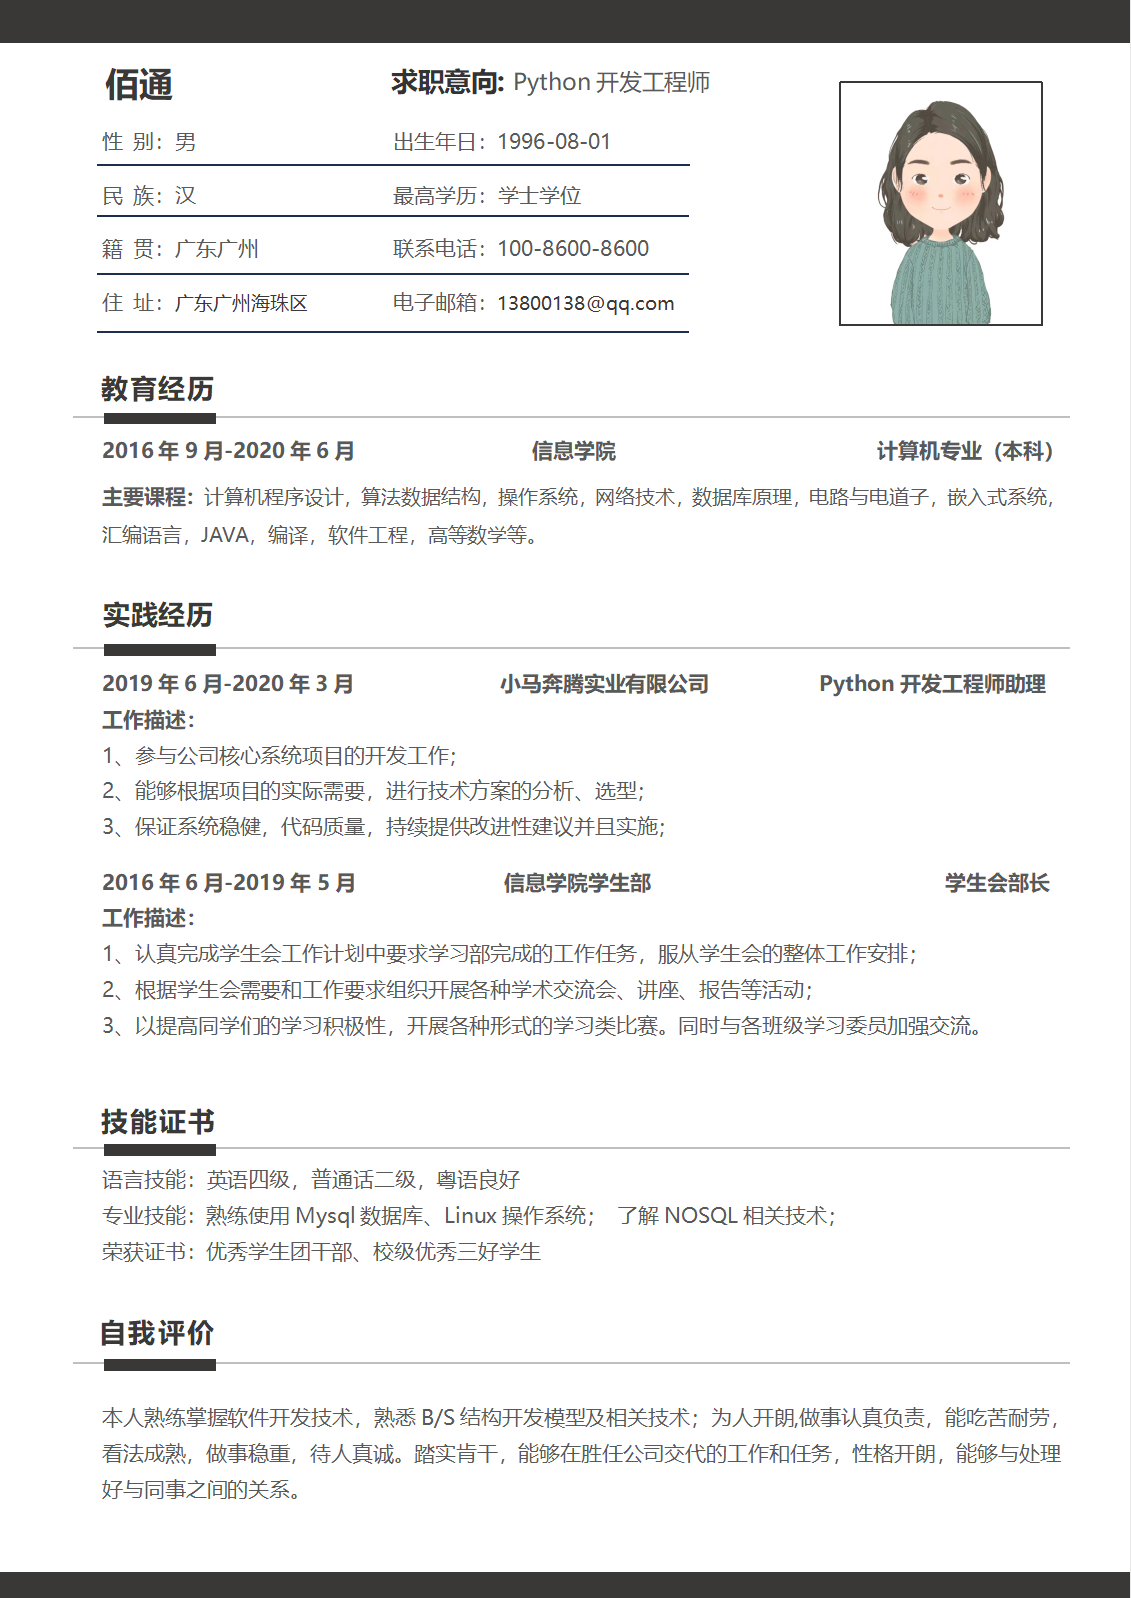 佰通 求职意向: Python 开发工程师
性 别：男 出生年日：1996-08-01
民 族：汉 最高学历：学士学位
籍 贯：广东广州 联系电话：100-8600-8600
住 址：广东广州海珠区 电子邮箱：13800138@qq.com
教育经历
2016 年 9 月-2020 年 6 月 信息学院 计算机专业（本科）
主要课程：计算机程序设计，算法数据结构，操作系统，网络技术，数据库原理，电路与电道子，嵌入式系统，
汇编语言，JAVA，编译，软件工程，高等数学等。
实践经历
2019 年 6 月-2020 年 3 月 小马奔腾实业有限公司 Python 开发工程师助理
工作描述：
1、参与公司核心系统项目的开发工作；
2、能够根据项目的实际需要，进行技术方案的分析、选型；
3、保证系统稳健，代码质量，持续提供改进性建议并且实施；
2016 年 6 月-2019 年 5 月 信息学院学生部 学生会部长
工作描述：
1、认真完成学生会工作计划中要求学习部完成的工作任务，服从学生会的整体工作安排；
2、根据学生会需要和工作要求组织开展各种学术交流会、讲座、报告等活动；
3、以提高同学们的学习积极性，开展各种形式的学习类比赛。同时与各班级学习委员加强交流。
技能证书
语言技能：英语四级，普通话二级，粤语良好
专业技能：熟练使用 Mysql 数据库、Linux 操作系统； 了解 NOSQL 相关技术；
荣获证书：优秀学生团干部、校级优秀三好学生
自我评价
本人熟练掌握软件开发技术，熟悉 B/S 结构开发模型及相关技术；为人开朗,做事认真负责，能吃苦耐劳，
看法成熟，做事稳重，待人真诚。踏实肯干，能够在胜任公司交代的工作和任务，性格开朗，能够与处理
好与同事之间的关系。